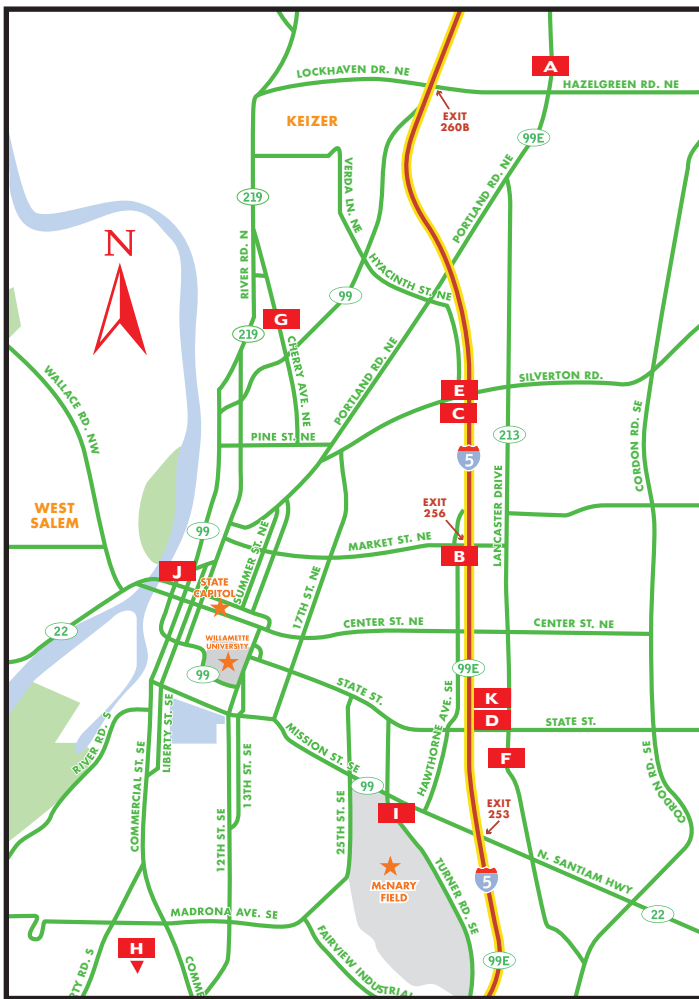 LOCKHAVEN DR. NE
A
HAZELGREEN RD. NE
EXIT
260B
KEIZER
99E
VERDA LN. NE
PORTLAND RD. NE
219
RIVER RD. N
N
HYACINTH ST. NE
99
G
219
CHERRY AVE. NE
PORTLAND RD. NE
WALLACE RD. NW
SILVERTON RD.
E
C
CORDON RD. SE
PINE ST. NE
213
5
LANCASTER DRIVE
WEST
SALEM
EXIT
256
99
SUMMER ST. NE
MARKET ST. NE
B
J
STATE
CAPITOL
17TH ST. NE
22
CENTER ST. NE
CENTER ST. NE
WILLAMETTE
UNIVERSITY
99
99E
STATE ST.
HAWTHORNE AVE. SE
K
D
STATE ST.
RIVER RD. S
LIBERTY ST. SE
MISSION ST. SE
COMMERCIAL ST. SE
13TH ST. SE
F
CORDON RD. SE
99
I
EXIT
253
12TH ST. SE
25TH ST. SE
N. SANTIAM HWY
McNARY
FIELD
TURNER RD. SE
5
MADRONA AVE. SE
22
H
99E
FAIRVIEW INDUSTRIAL
RTY RD. S
COMME